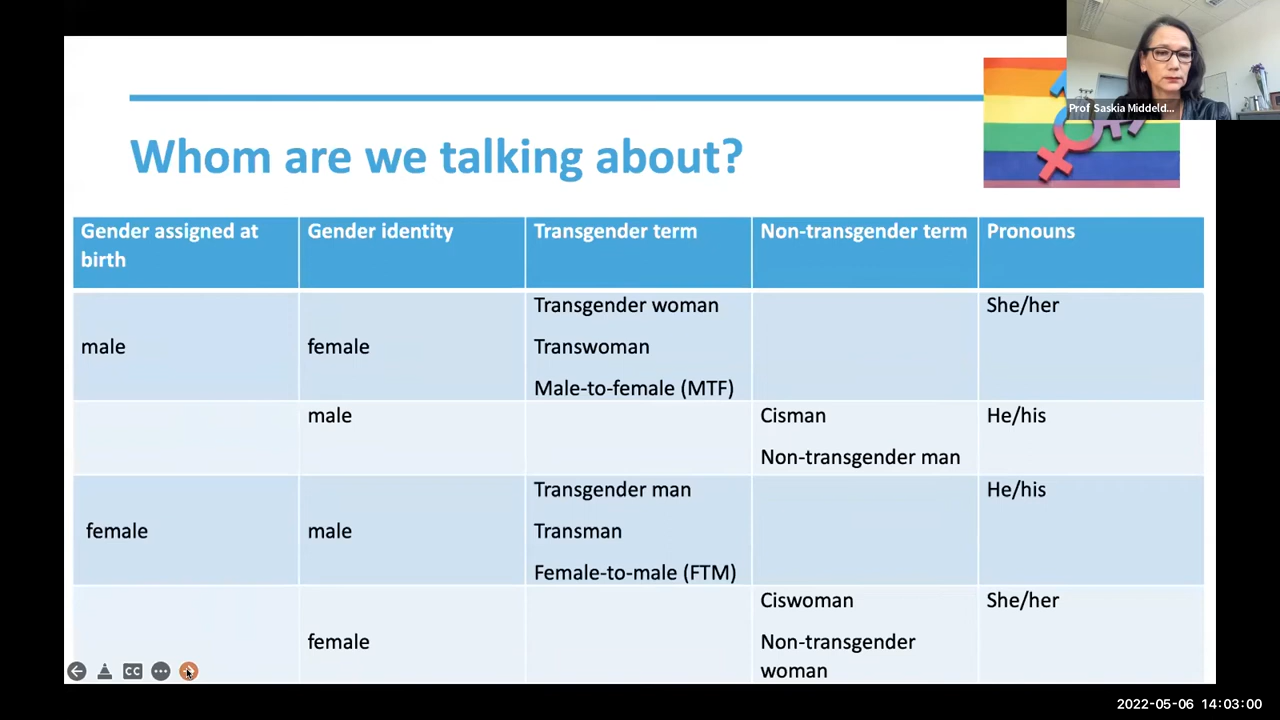 Prof Saskia Middeld...
Whom are we talking about?
Gender assigned at birth
Gender identity
Transgender term
Non-transgender term
Pronouns
male
female
Transgender woman
Transwoman
Male-to-female (MTF)
She/her
male
Cisman
Non-transgender man
He/his
female
male
Transgender man
Transman
Female-to-male (FTM)
He/his
female
Ciswoman
Non-transgender
woman
She/her
CC
2022-05-06 14:03:00